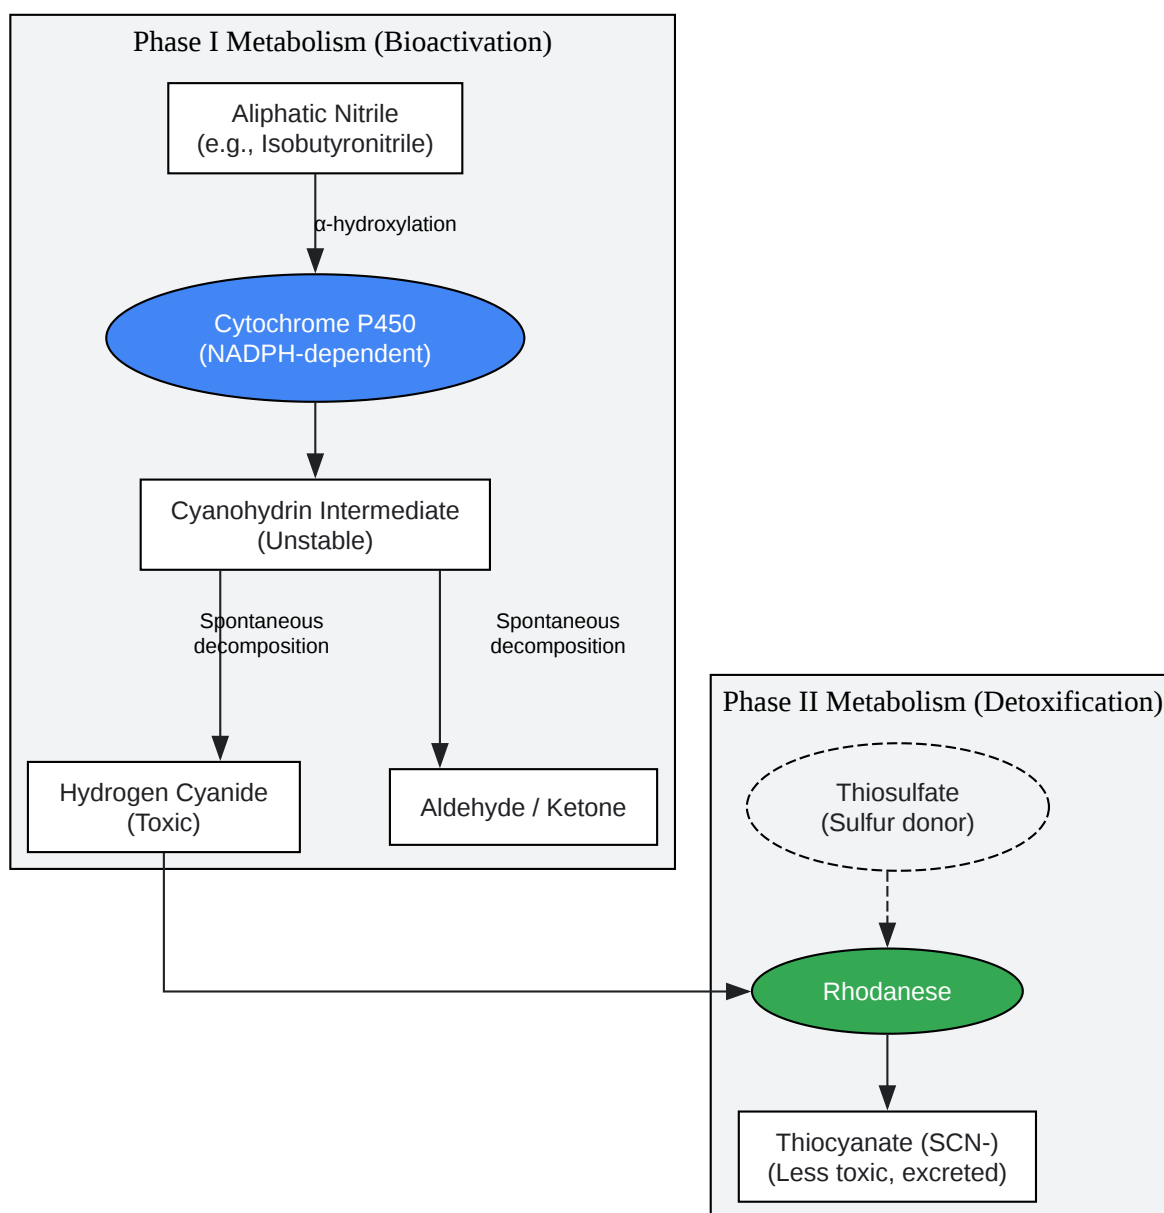 Phase I Metabolism (Bioactivation)
Aliphatic Nitrile
(e.g., Isobutyronitrile)
α-hydroxylation
Cytochrome P450
(NADPH-dependent)
Cyanohydrin Intermediate
(Unstable)
Spontaneous
decomposition
Spontaneous
decomposition
Hydrogen Cyanide
(Toxic)
Aldehyde / Ketone
Phase II Metabolism (Detoxification)
Thiosulfate
(Sulfur donor)
Rhodanese
Thiocyanate (SCN-)
(Less toxic, excreted)